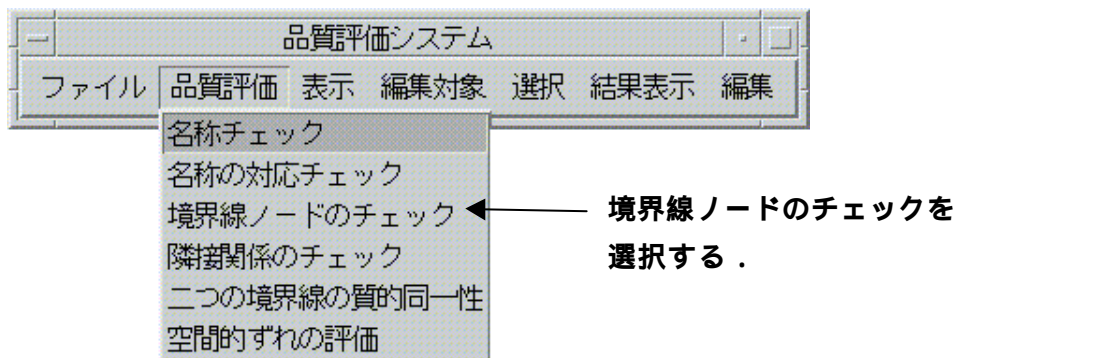 品質評価システム
ファイル 品質評価 表示 編集対象 選択 結果表示 編集
名称チェック
名称の対応チェック
境界線ノードのチェック
隣接関係のチェック
二つの境界線の質的同一性
空間的ずれの評価
境界線ノードのチェックを
選択する．